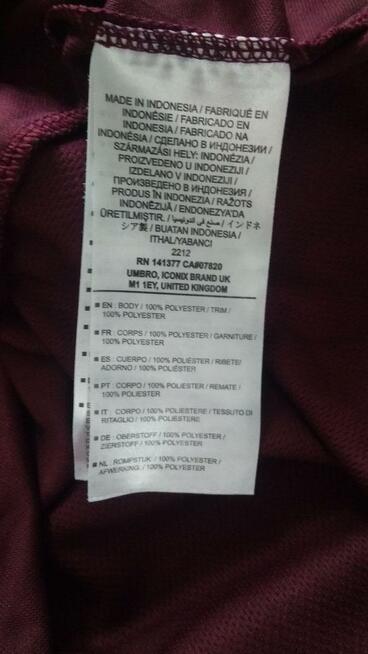 MADE IN INDONESIA / FABRIQUÉ EN
INDONÉSIE / FABRICADO EN
INDONESIA / FABRICADO NA
INDONÉSIA / СДЕЛАНО В ИНДОНЕЗИИ /
SZÁRMAZÁSI HELY: INDONÉZIA /
PROIZVEDENO U INDONEZIJI /
IZDELANO V INDONEZIJI /
ПРОИЗВЕДЕНО В ИНДОНЕЗИЯ /
PRODUS ÎN INDONEZIA / RAŽOTS
INDONĒZIJĀ / ENDONEZYA'DA
ÜRETILMIŞTIR. / صنع في اندونيسيا / インドネ
シア製 / BUATAN INDONESIA /
ITHAL/YABANCI
2212
RN 141377 CA#07820
UMBRO, ICONIX BRAND UK
M1 1EY, UNITED KINGDOM
EN : BODY / 100% POLYESTER / TRIM /
100% POLYESTER
FR : CORPS / 100% POLYESTER / GARNITURE /
100% POLYESTER
ES : CUERPO / 100% POLIÉSTER / RIBETE/
ADORNO / 100% POLIÉSTER
PT : CORPO / 100% POLIESTER / REMATE /
100% POLIESTER
IT : CORPO / 100% POLIESTERE / TESSUTO DI
RITAGLIO / 100% POLIESTERE
DE : OBERSTOFF / 100% POLYESTER /
ZIERSTOFF / 100% POLYESTER
NL : ROMPSTUK / 100% POLYESTER /
AFWERKING / 100% POLYESTER